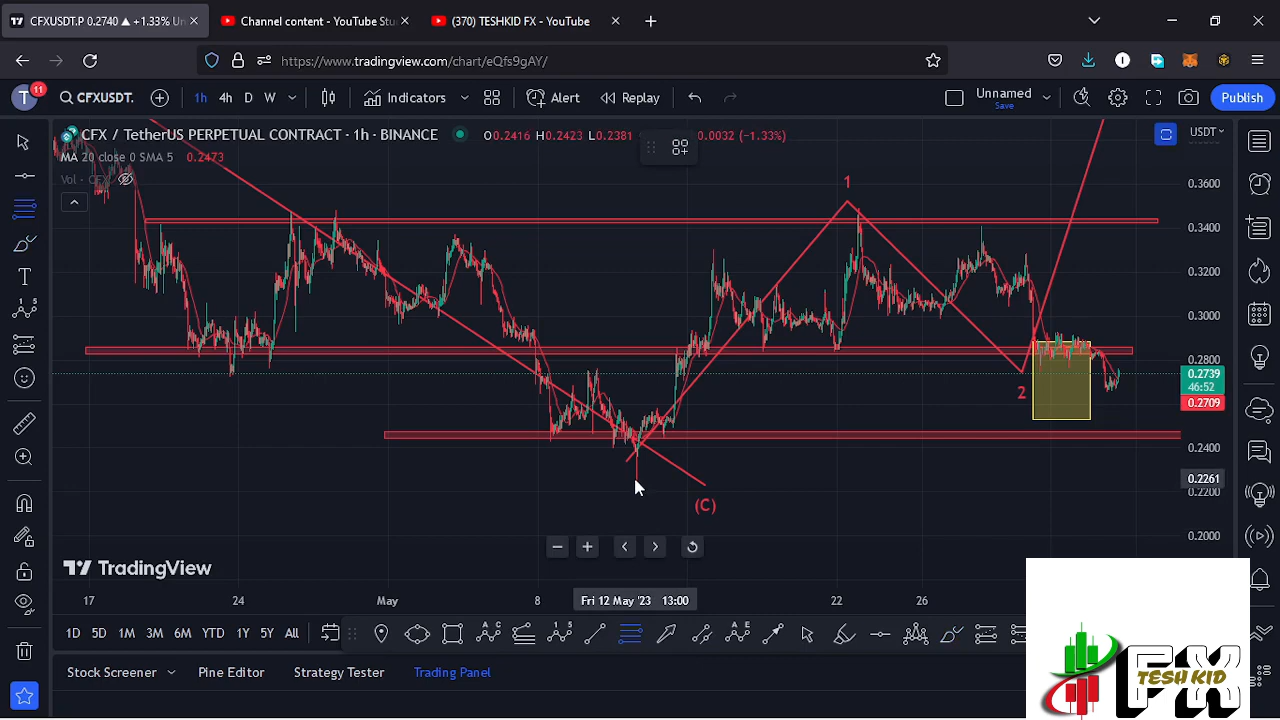 CFXUSDT.P 0.2740 ▲ +1.33% Un
Channel content - YouTube Stu
(370) TESHKID FX - YouTube
https://www.tradingview.com/chart/eQfs9gAY/
T
11
CFXUSDT.
1h
4h
D
W
Indicators
Alert
Replay
Unnamed
Save
Publish
CFX / TetherUS PERPETUAL CONTRACT · 1h · BINANCE
O0.2416 H0.2423 L0.2381
0.0032 (−1.33%)
USDT
MA 20 close 0 SMA 5 0.2473
Vol · CFX
1
0.3600
0.3400
0.3200
0.3000
0.2800
0.2739
46:52
0.2709
2
0.2400
0.2261
0.2200
(C)
0.2000
TradingView
17
24
May
8
Fri 12 May '23 13:00
22
26
1D
5D
1M
3M
6M
YTD
1Y
5Y
All
Stock Screener
Pine Editor
Strategy Tester
Trading Panel
FX
TESH KID